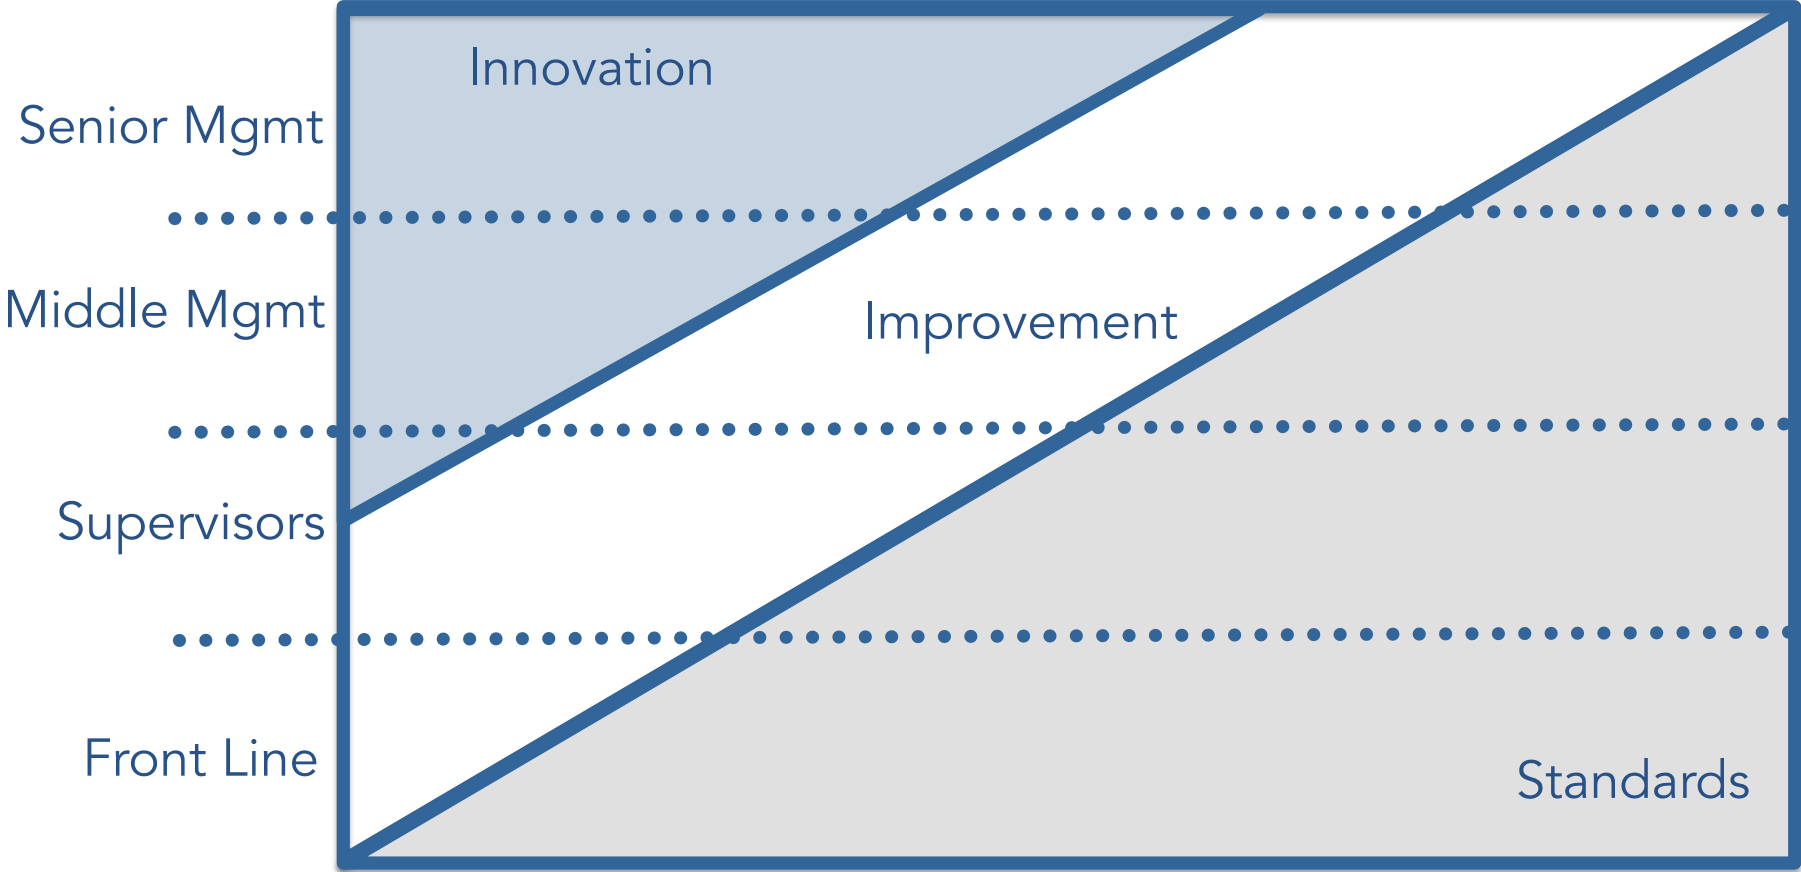 Innovation
Senior Mgmt
Middle Mgmt
Improvement
Supervisors
Front Line
Standards